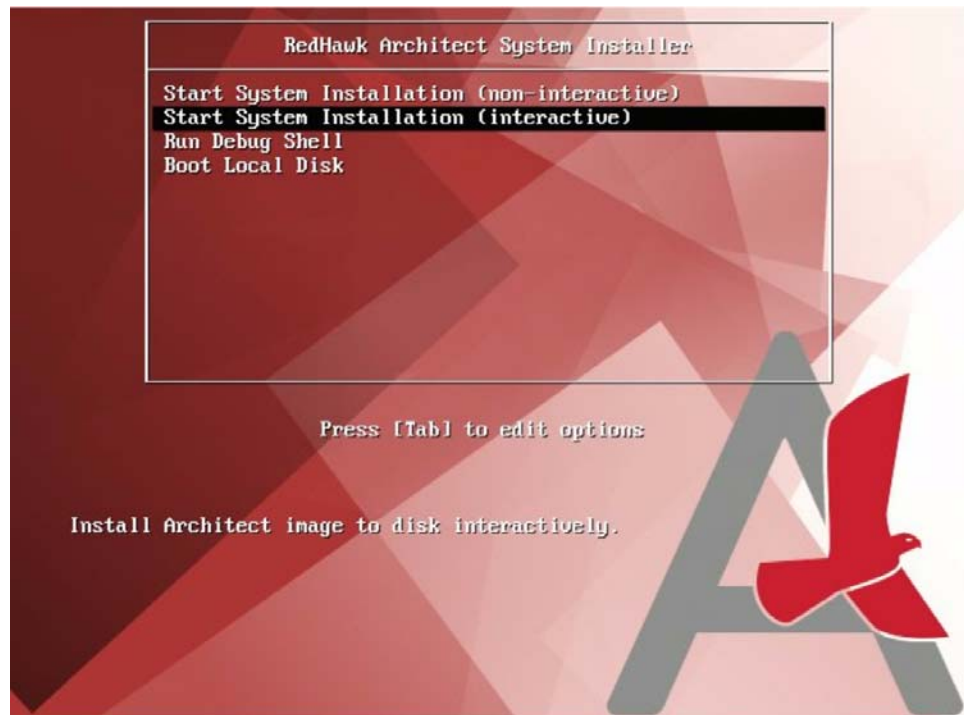 RedHawk Architect System Installer
Start System Installation (non-interactive)
Start System Installation (interactive)
Run Debug Shell
Boot Local Disk
Press [Tab] to edit options
Install Architect image to disk interactively.